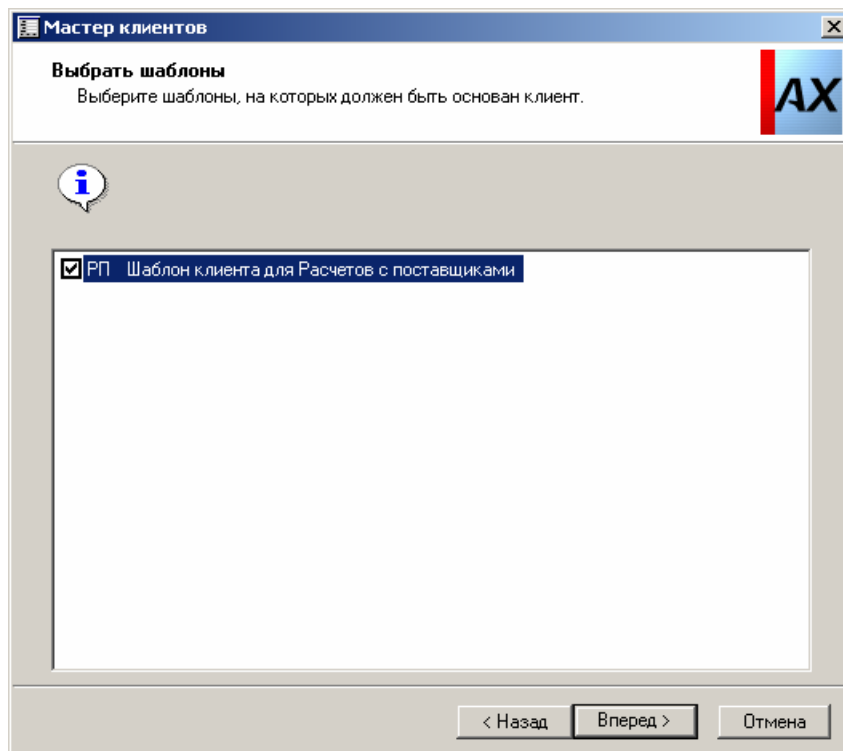 Мастер клиентов
Выбрать шаблоны
Выберите шаблоны, на которых должен быть основан клиент.
AX
i
РП Шаблон клиента для Расчетов с поставщиками
< Назад Вперед > Отмена